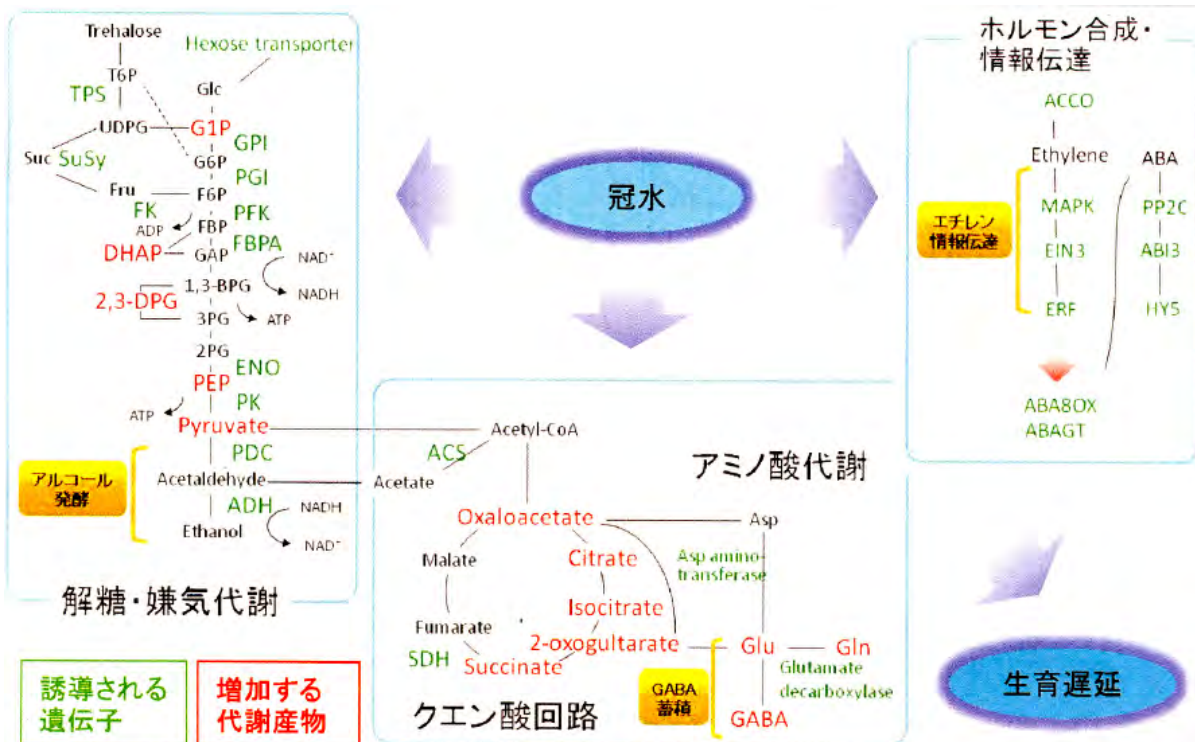 Trehalose
Hexose transporter
T6P
TPS
Glc
UDPG
G1P
GPI
Suc
SuSy
G6P
PGI
Fru
F6P
FK
PFK
ADP
FBP
FBPA
DHAP
GAP
NAD⁺
1,3-BPG
NADH
2,3-DPG
3PG
ATP
2PG
ENO
PEP
PK
ATP
Pyruvate
PDC
アルコール
発酵
Acetaldehyde
ADH
NADH
Ethanol
NAD⁺
解糖・嫌気代謝
冠水
ホルモン合成・
情報伝達
ACCO
Ethylene
ABA
MAPK
PP2C
エチレン
情報伝達
EIN3
ABI3
ERF
HY5
ABA8OX
ABAGT
Acetyl-CoA
ACS
Acetate
アミノ酸代謝
Oxaloacetate
Asp
Malate
Citrate
Asp amino-
transferase
Isocitrate
Fumarate
2-oxogultarate
Glu
Gln
SDH
Succinate
Glutamate
decarboxylase
GABA
蓄積
GABA
クエン酸回路
生育遅延
誘導される
遺伝子
増加する
代謝産物